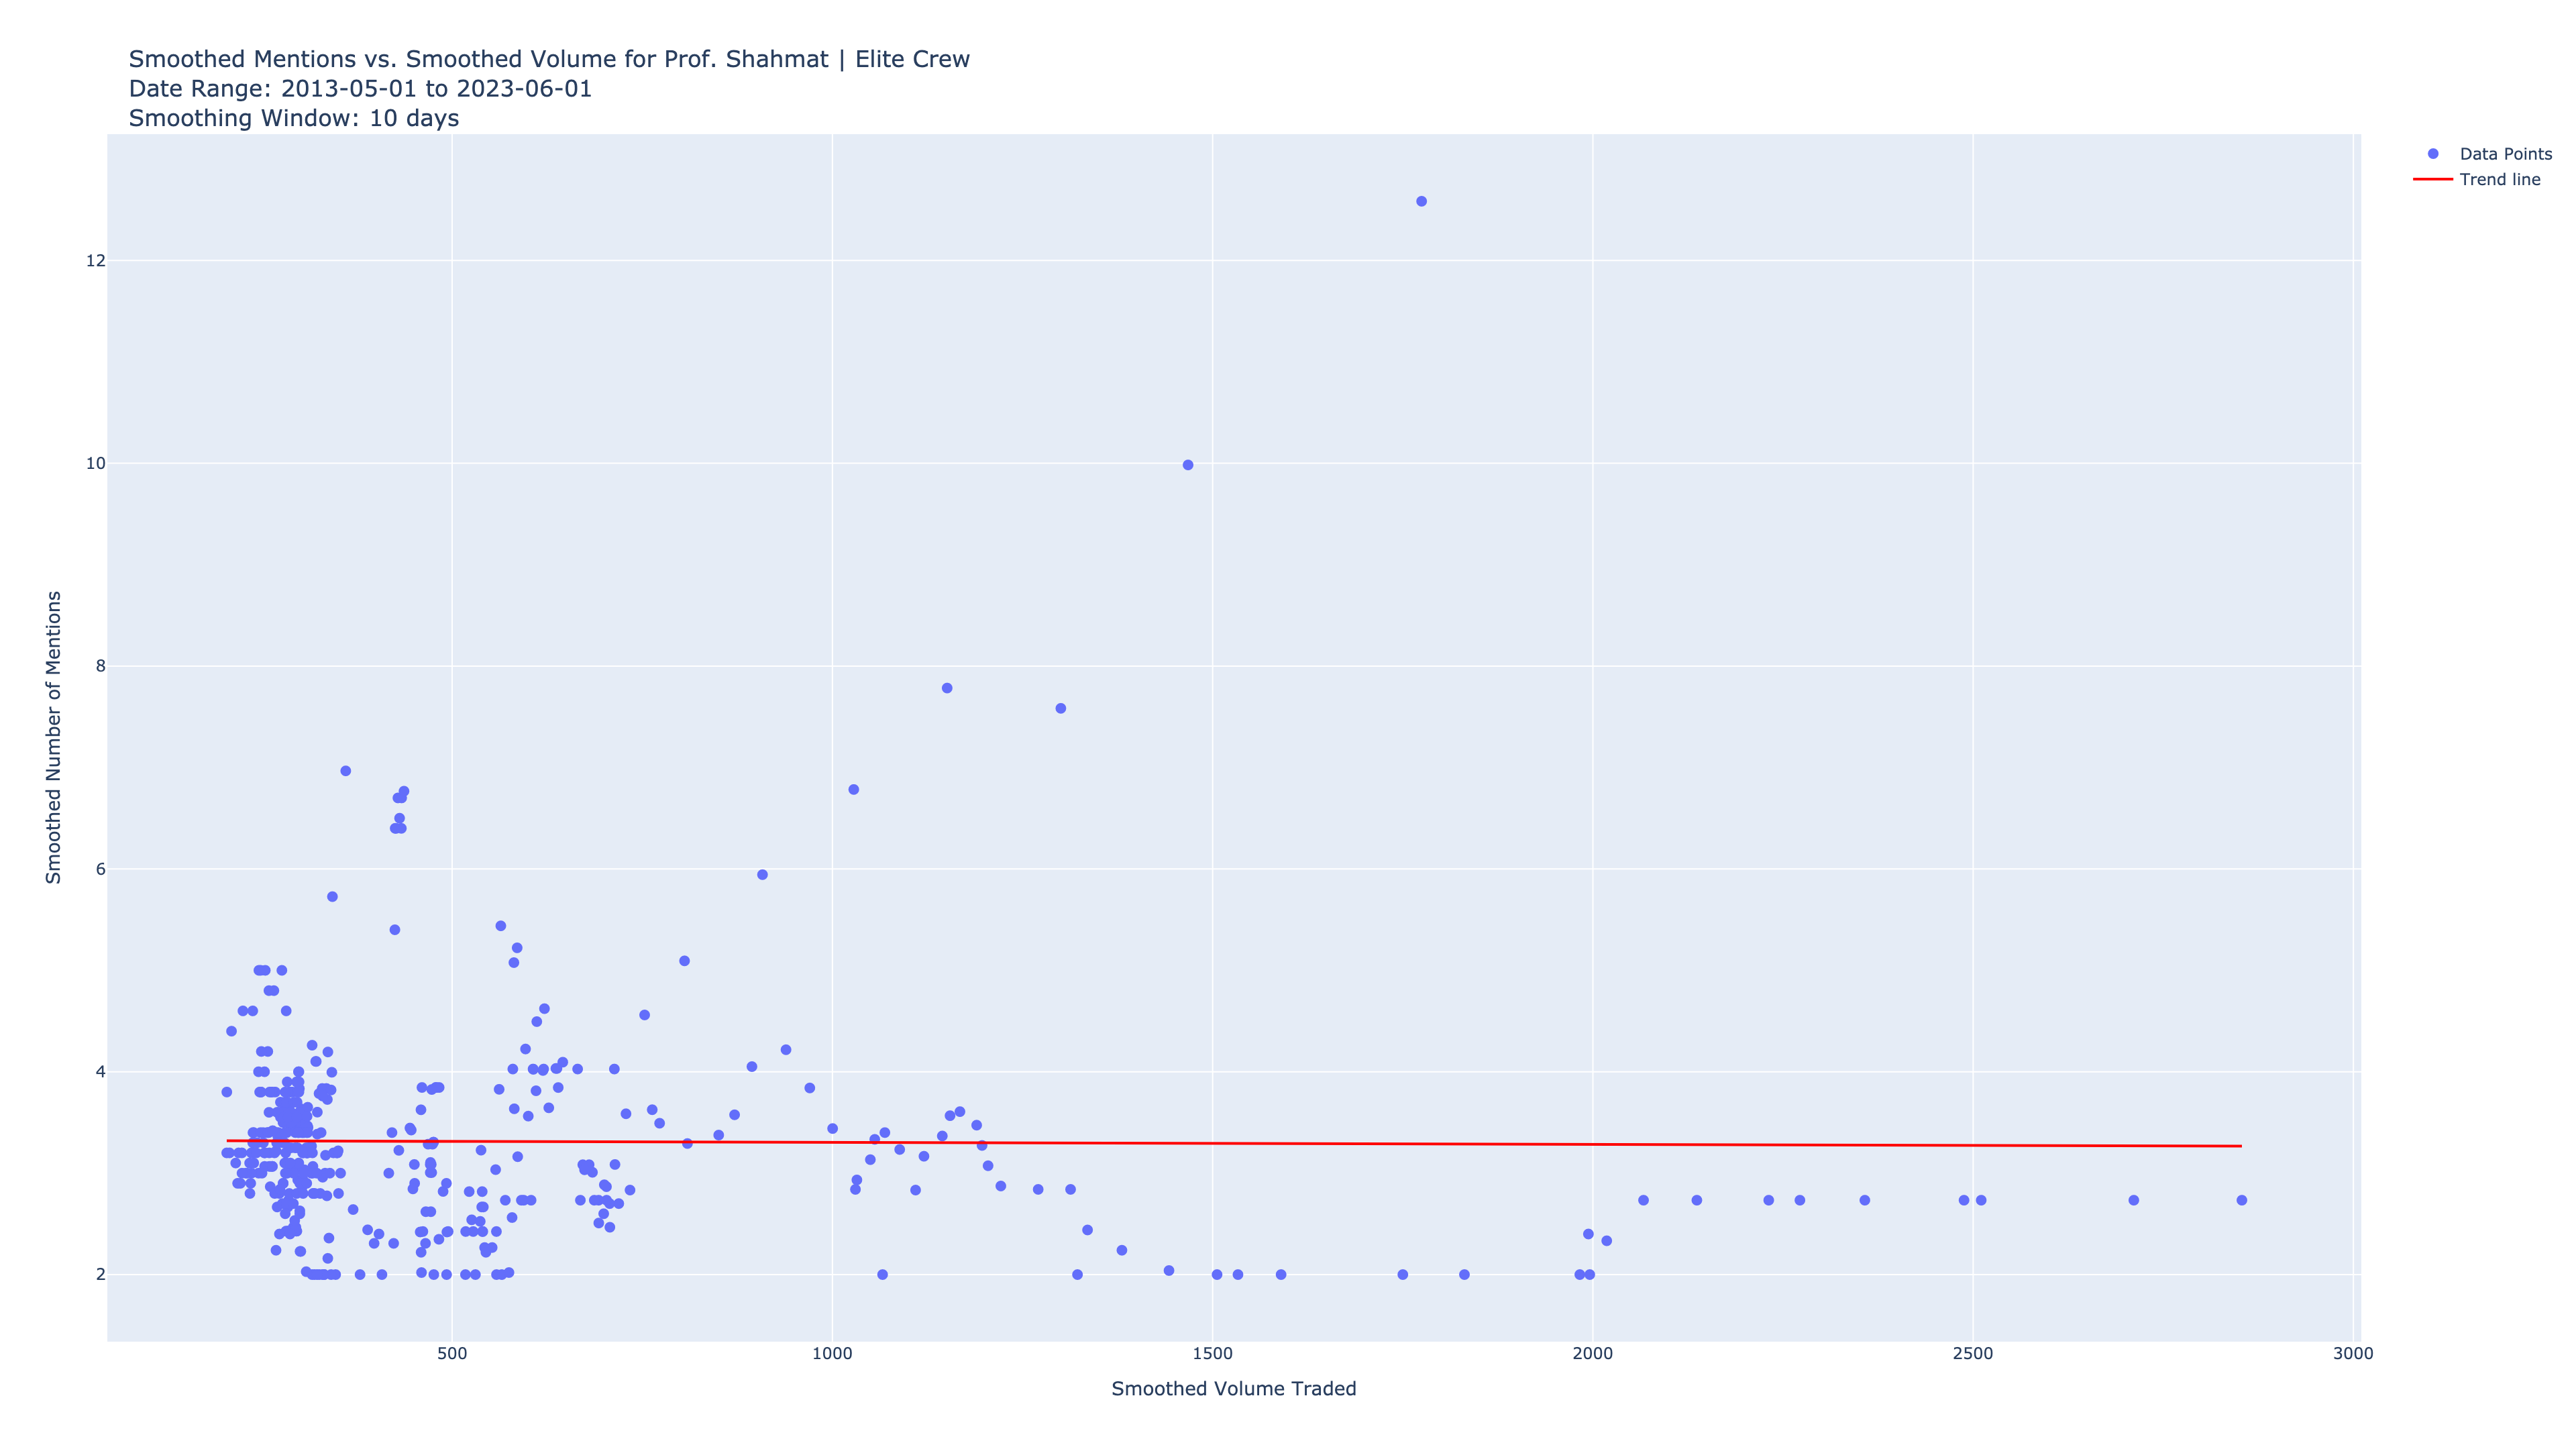 Smoothed Mentions vs. Smoothed Volume for Prof. Shahmat | Elite Crew
Date Range: 2013-05-01 to 2023-06-01
Smoothing Window: 10 days
Data Points
Trend line
12
10
8
6
4
2
Smoothed Number of Mentions
500
1000
1500
2000
2500
3000
Smoothed Volume Traded